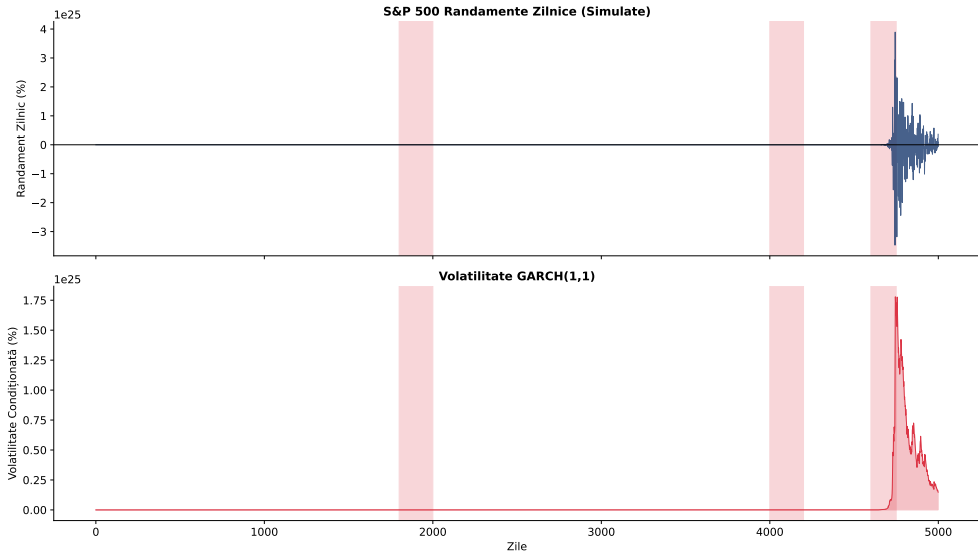 S&P 500 Randamente Zilnice (Simulate)
1e25
4
3
2
1
0
−1
−2
−3
Randament Zilnic (%)
Volatilitate GARCH(1,1)
1e25
1.75
1.50
1.25
1.00
0.75
0.50
0.25
0.00
Volatilitate Condiționată (%)
0 1000 2000 3000 4000 5000
Zile